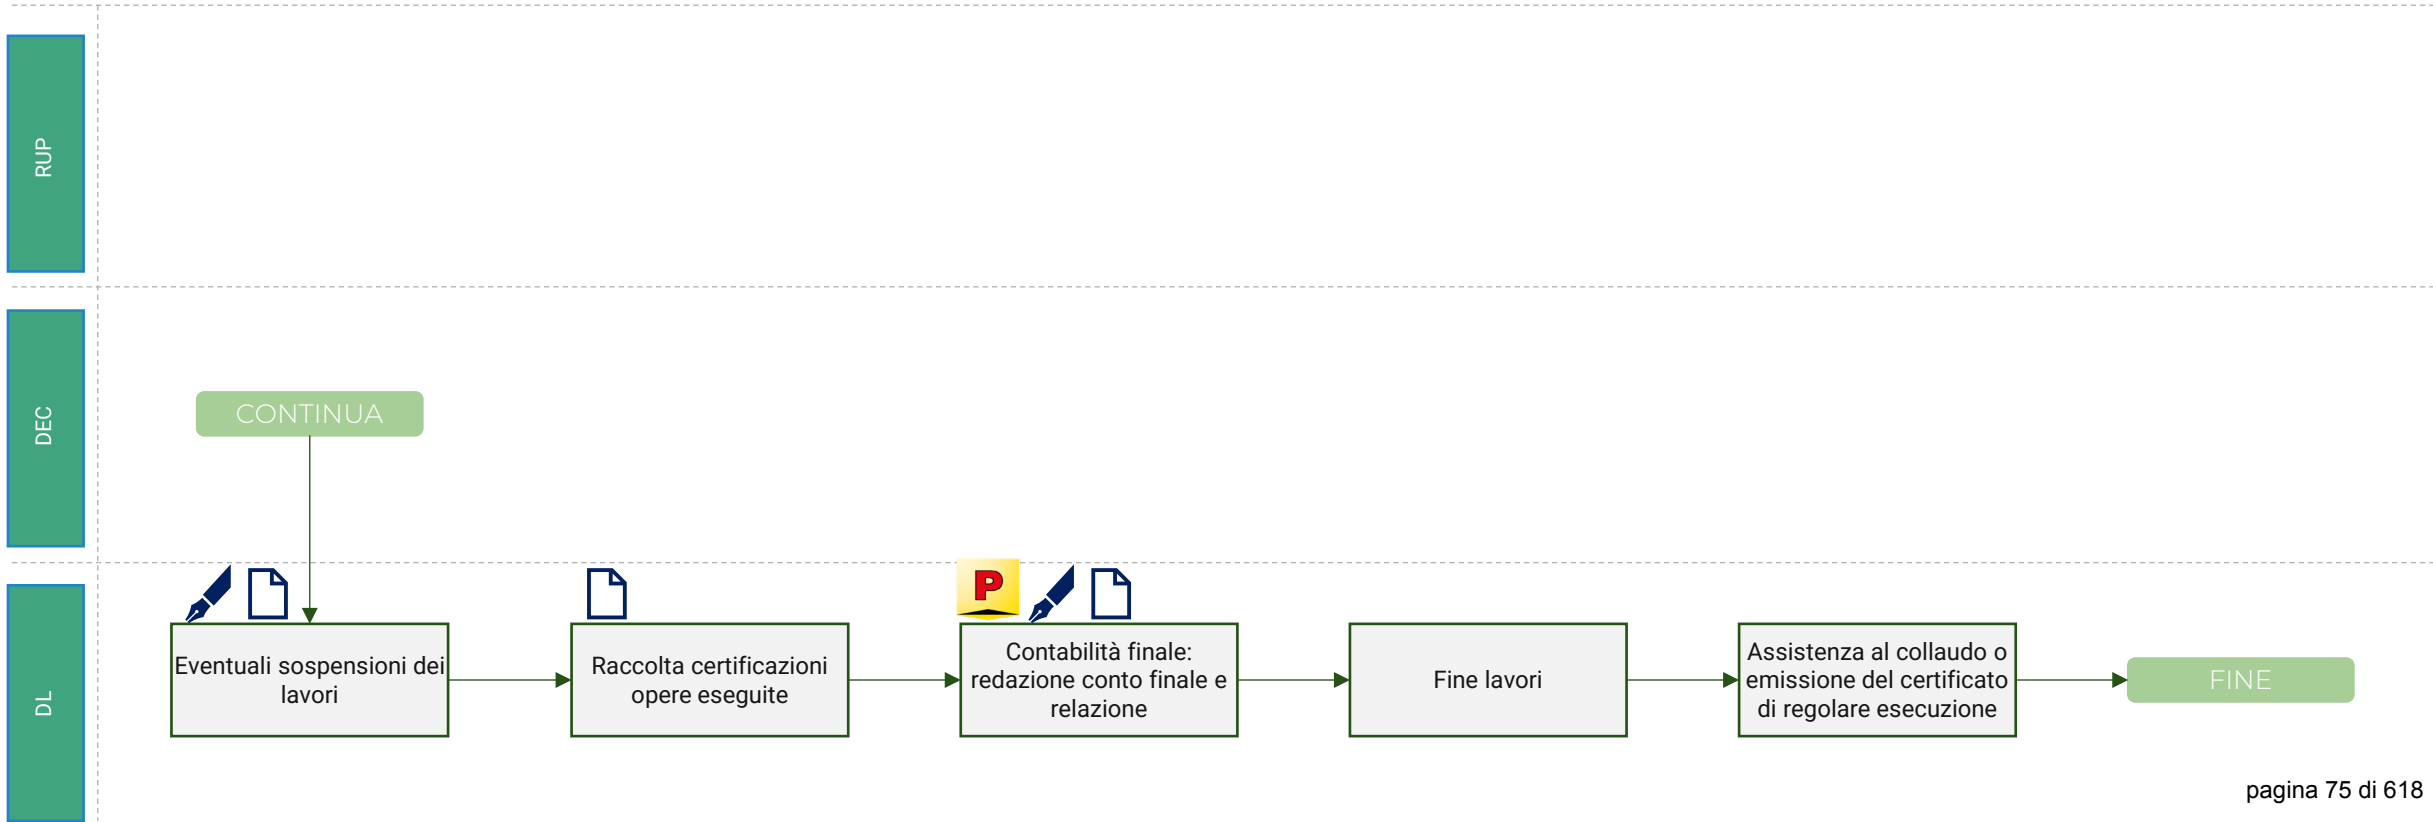 RUP
DEC
CONTINUA
DL
P
Eventuali sospensioni dei
lavori
Raccolta certificazioni
opere eseguite
Contabilità finale:
redazione conto finale e
relazione
Fine lavori
Assistenza al collaudo o
emissione del certificato
di regolare esecuzione
FINE
pagina 75 di 618